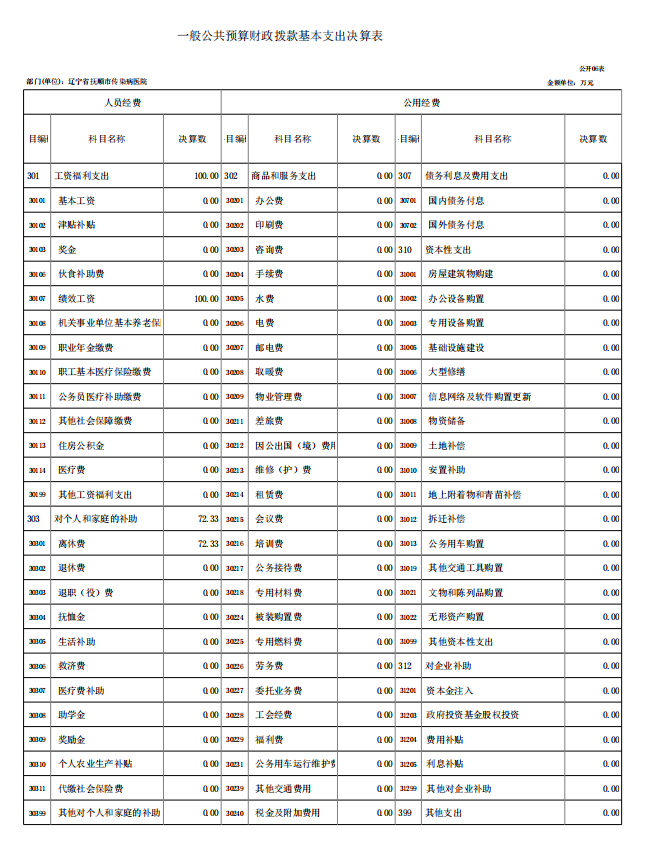 一般公共预算财政拨款基本支出决算表
公开06表
部门(单位)：辽宁省抚顺市传染病医院 金额单位：万元
人员经费 公用经费
目编 科目名称 决算数 目编 科目名称 决算数 目编 科目名称 决算数
301 工资福利支出 100.00 302 商品和服务支出 0.00 307 债务利息及费用支出 0.00
30101 基本工资 0.00 30201 办公费 0.00 30701 国内债务付息 0.00
30102 津贴补贴 0.00 30202 印刷费 0.00 30702 国外债务付息 0.00
30103 奖金 0.00 30203 咨询费 0.00 310 资本性支出 0.00
30106 伙食补助费 0.00 30204 手续费 0.00 31001 房屋建筑物购建 0.00
30107 绩效工资 100.00 30205 水费 0.00 31002 办公设备购置 0.00
30108 机关事业单位基本养老保 0.00 30206 电费 0.00 31003 专用设备购置 0.00
30109 职业年金缴费 0.00 30207 邮电费 0.00 31005 基础设施建设 0.00
30110 职工基本医疗保险缴费 0.00 30208 取暖费 0.00 31006 大型修缮 0.00
30111 公务员医疗补助缴费 0.00 30209 物业管理费 0.00 31007 信息网络及软件购置更新 0.00
30112 其他社会保障缴费 0.00 30211 差旅费 0.00 31008 物资储备 0.00
30113 住房公积金 0.00 30212 因公出国（境）费用 0.00 31009 土地补偿 0.00
30114 医疗费 0.00 30213 维修（护）费 0.00 31010 安置补助 0.00
30199 其他工资福利支出 0.00 30214 租赁费 0.00 31011 地上附着物和青苗补偿 0.00
303 对个人和家庭的补助 72.33 30215 会议费 0.00 31012 拆迁补偿 0.00
30301 离休费 72.33 30216 培训费 0.00 31013 公务用车购置 0.00
30302 退休费 0.00 30217 公务接待费 0.00 31019 其他交通工具购置 0.00
30303 退职（役）费 0.00 30218 专用材料费 0.00 31021 文物和陈列品购置 0.00
30304 抚恤金 0.00 30224 被装购置费 0.00 31022 无形资产购置 0.00
30305 生活补助 0.00 30225 专用燃料费 0.00 31099 其他资本性支出 0.00
30306 救济费 0.00 30226 劳务费 0.00 312 对企业补助 0.00
30307 医疗费补助 0.00 30227 委托业务费 0.00 31201 资本金注入 0.00
30308 助学金 0.00 30228 工会经费 0.00 31203 政府投资基金股权投资 0.00
30309 奖励金 0.00 30229 福利费 0.00 31204 费用补贴 0.00
30310 个人农业生产补贴 0.00 30231 公务用车运行维护费 0.00 31205 利息补贴 0.00
30311 代缴社会保险费 0.00 30239 其他交通费用 0.00 31299 其他对企业补助 0.00
30399 其他对个人和家庭的补助 0.00 30240 税金及附加费用 0.00 399 其他支出 0.00